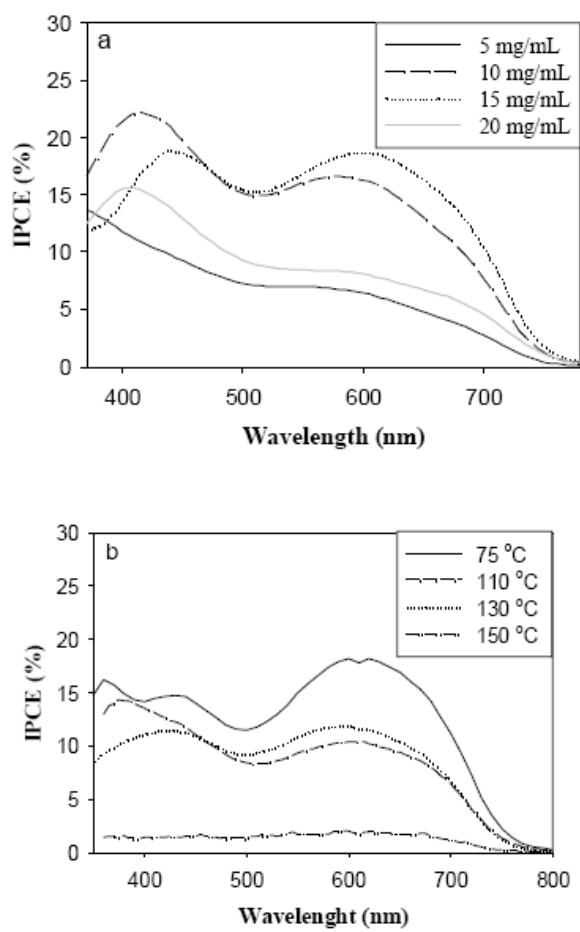 30
a
5 mg/mL
10 mg/mL
15 mg/mL
20 mg/mL
25
20
15
10
5
0
IPCE (%)
400 500 600 700
Wavelength (nm)
30
b
75 °C
110 °C
130 °C
150 °C
25
20
15
10
5
0
IPCE (%)
400 500 600 700 800
Wavelenght (nm)